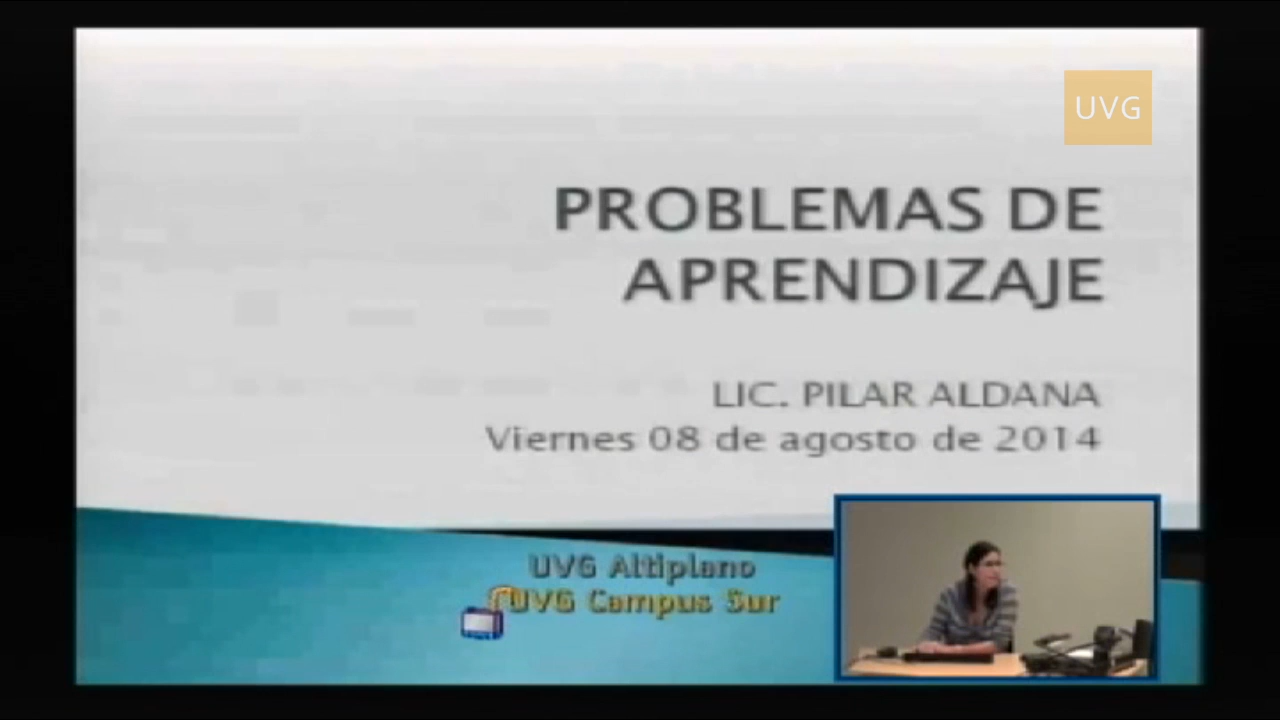 UVG
PROBLEMAS DE
APRENDIZAJE
LIC. PILAR ALDANA
Viernes 08 de agosto de 2014
UVG Altiplano
UVG Campus Sur